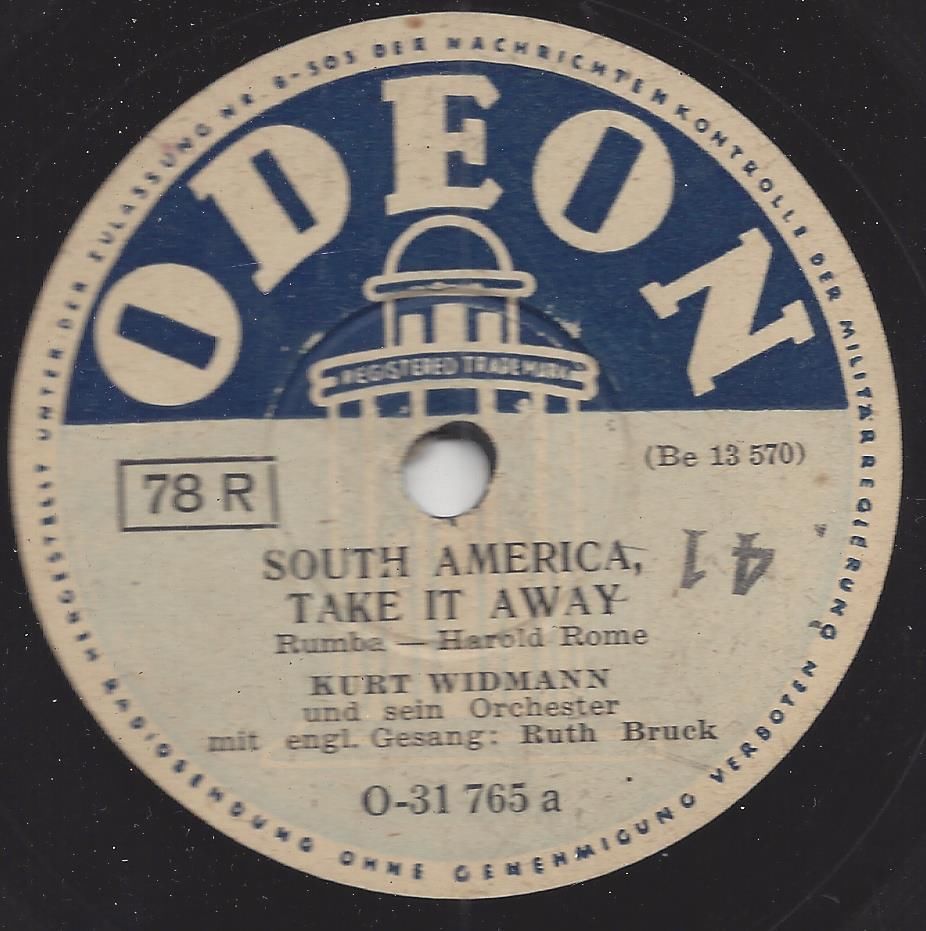 HERGESTELLT UNTER DER ZULASSUNG NR. B-505 DER NACHRICHTENKONTROLLE DER MILITÄRREGIERUNG
RADIOSENDUNG OHNE GENEHMIGUNG VERBOTEN
ODEON
REGISTERED TRADE MARK
(Be 13 570)
78 R
41
SOUTH AMERICA,
TAKE IT AWAY
Rumba — Harold Rome
KURT WIDMANN
und sein Orchester
mit engl. Gesang: Ruth Bruck
O-31 765 a